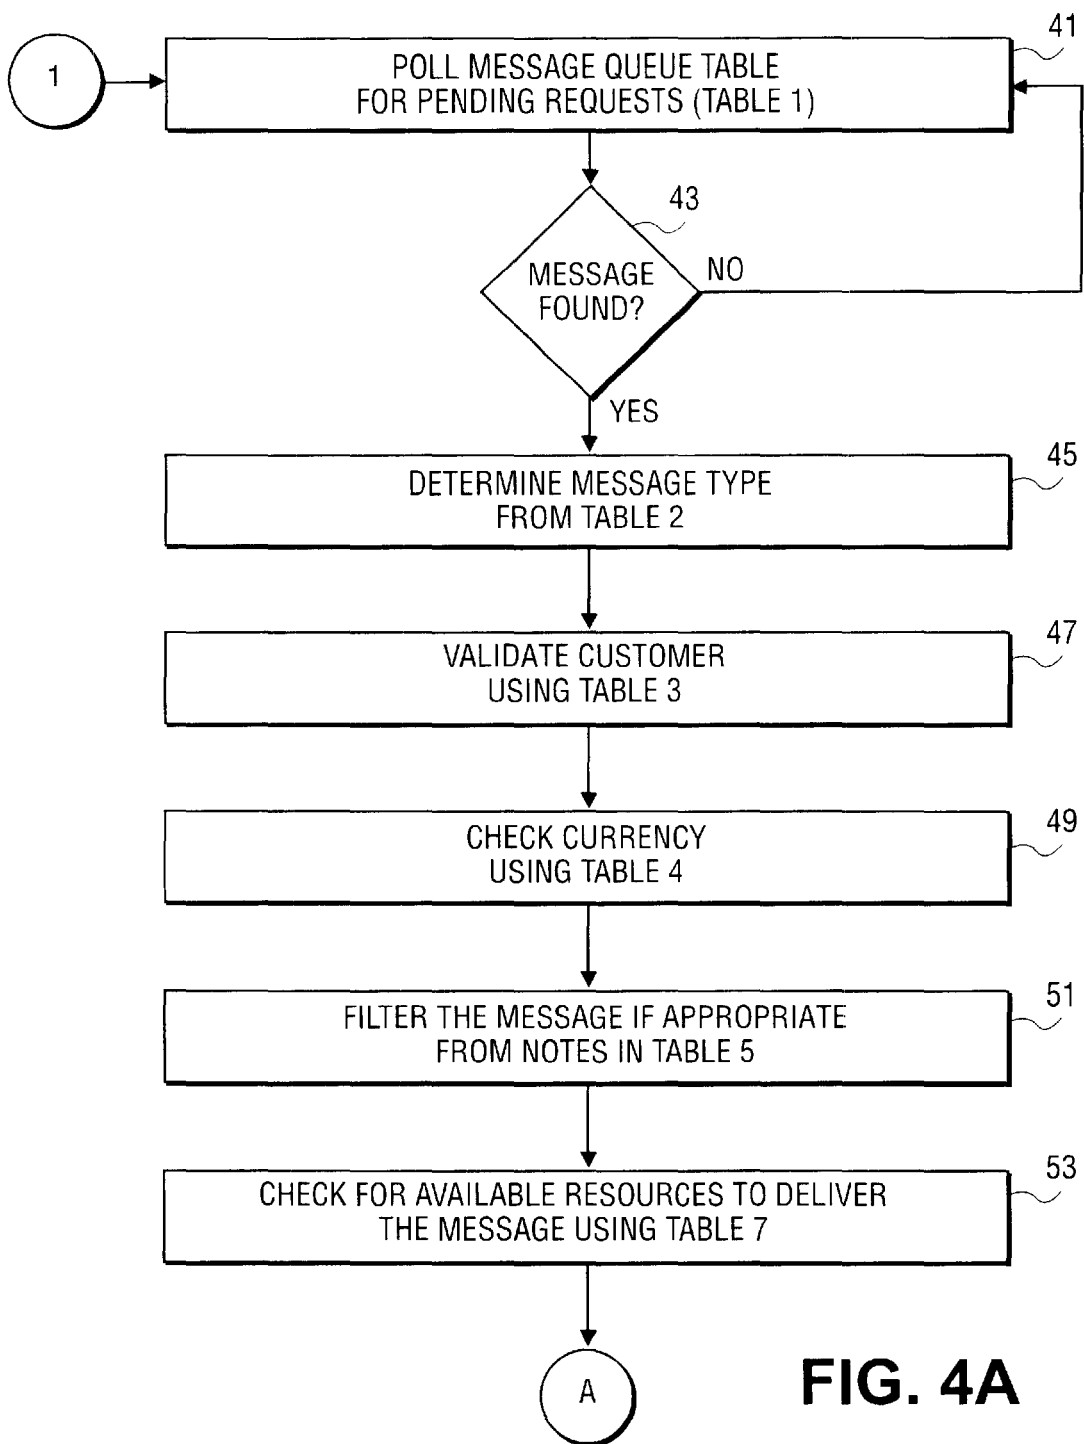 41
1
POLL MESSAGE QUEUE TABLE
FOR PENDING REQUESTS (TABLE 1)
43
MESSAGE
FOUND?
NO
YES
45
DETERMINE MESSAGE TYPE
FROM TABLE 2
47
VALIDATE CUSTOMER
USING TABLE 3
49
CHECK CURRENCY
USING TABLE 4
51
FILTER THE MESSAGE IF APPROPRIATE
FROM NOTES IN TABLE 5
53
CHECK FOR AVAILABLE RESOURCES TO DELIVER
THE MESSAGE USING TABLE 7
A
FIG. 4A